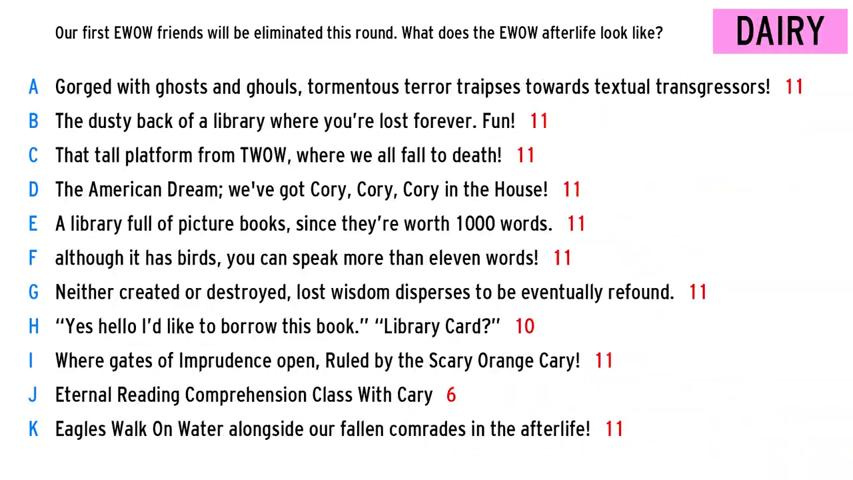 Our first EWOW friends will be eliminated this round. What does the EWOW afterlife look like?
DAIRY
A Gorged with ghosts and ghouls, tormentous terror traipses towards textual transgressors! 11
B The dusty back of a library where you're lost forever. Fun! 11
C That tall platform from TWOW, where we all fall to death! 11
D The American Dream; we've got Cory, Cory, Cory in the House! 11
E A library full of picture books, since they're worth 1000 words. 11
F although it has birds, you can speak more than eleven words! 11
G Neither created or destroyed, lost wisdom disperses to be eventually refound. 11
H “Yes hello I'd like to borrow this book.” “Library Card?” 10
I Where gates of Imprudence open, Ruled by the Scary Orange Cary! 11
J Eternal Reading Comprehension Class With Cary 6
K Eagles Walk On Water alongside our fallen comrades in the afterlife! 11